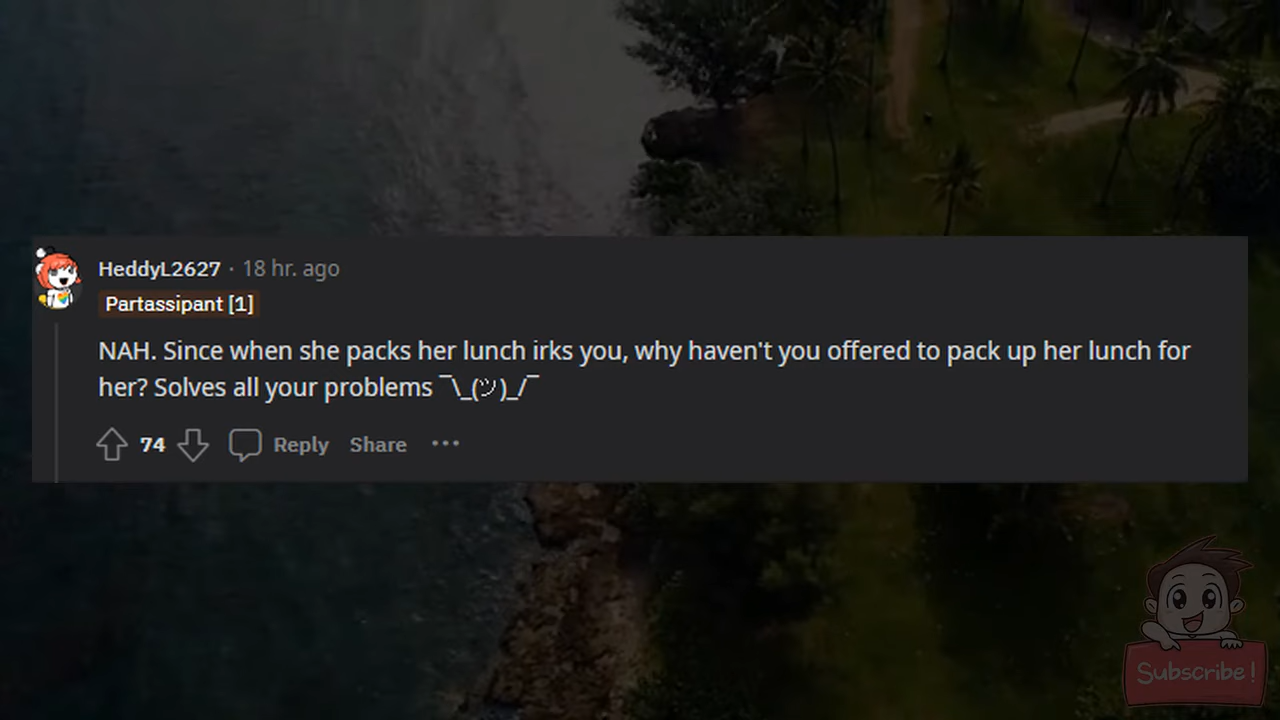 HeddyL2627 · 18 hr. ago
Partassipant [1]
NAH. Since when she packs her lunch irks you, why haven't you offered to pack up her lunch for
her? Solves all your problems ¯\_(ツ)_/¯
74 Reply Share •••
Subscribe!